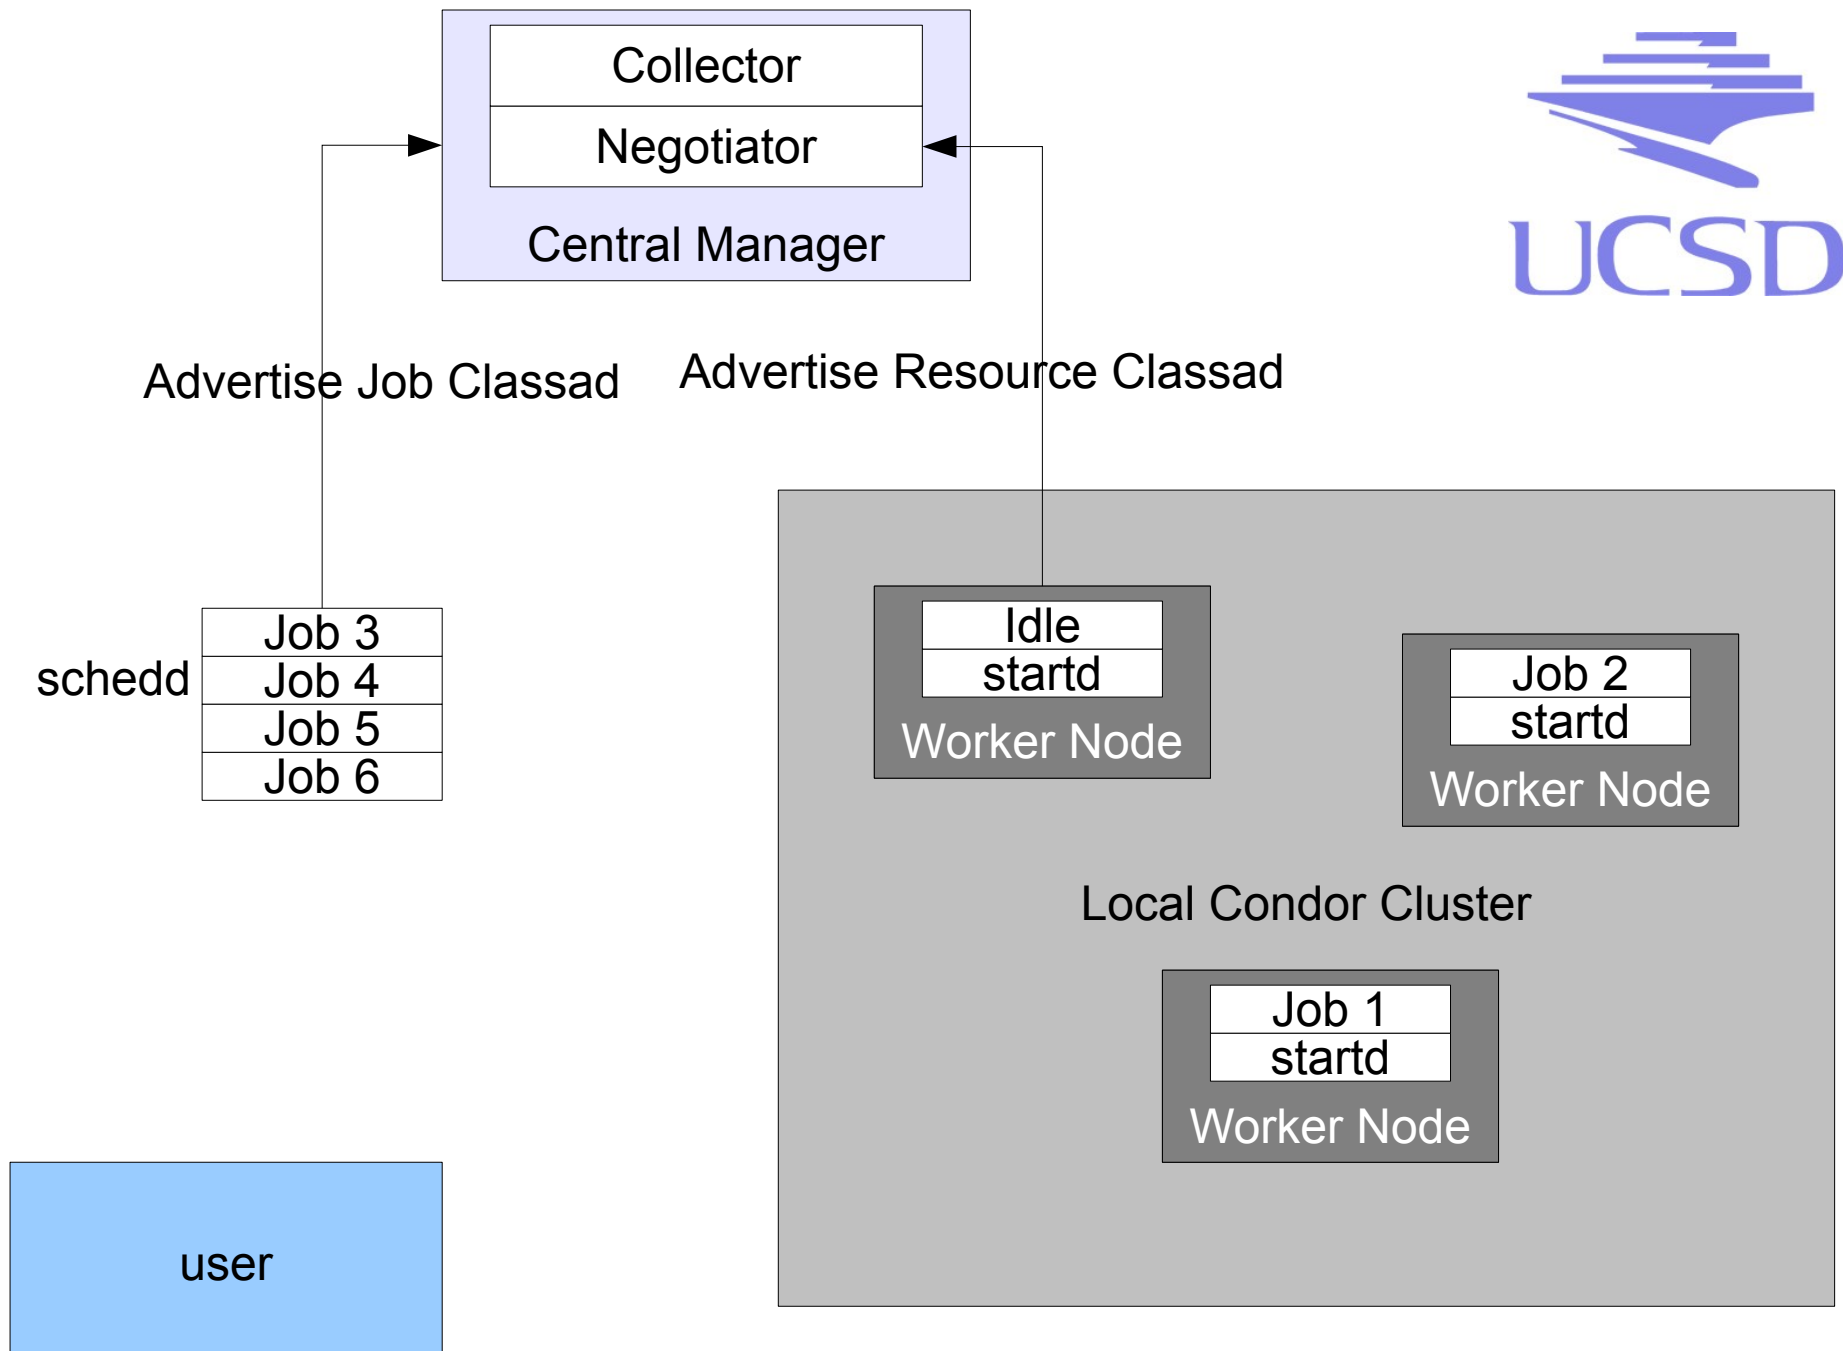 Collector
Negotiator
Central Manager
UCSD
Advertise Job Classad
Advertise Resource Classad
schedd
Job 3
Job 4
Job 5
Job 6
Idle
startd
Worker Node
Job 2
startd
Worker Node
Local Condor Cluster
Job 1
startd
Worker Node
user